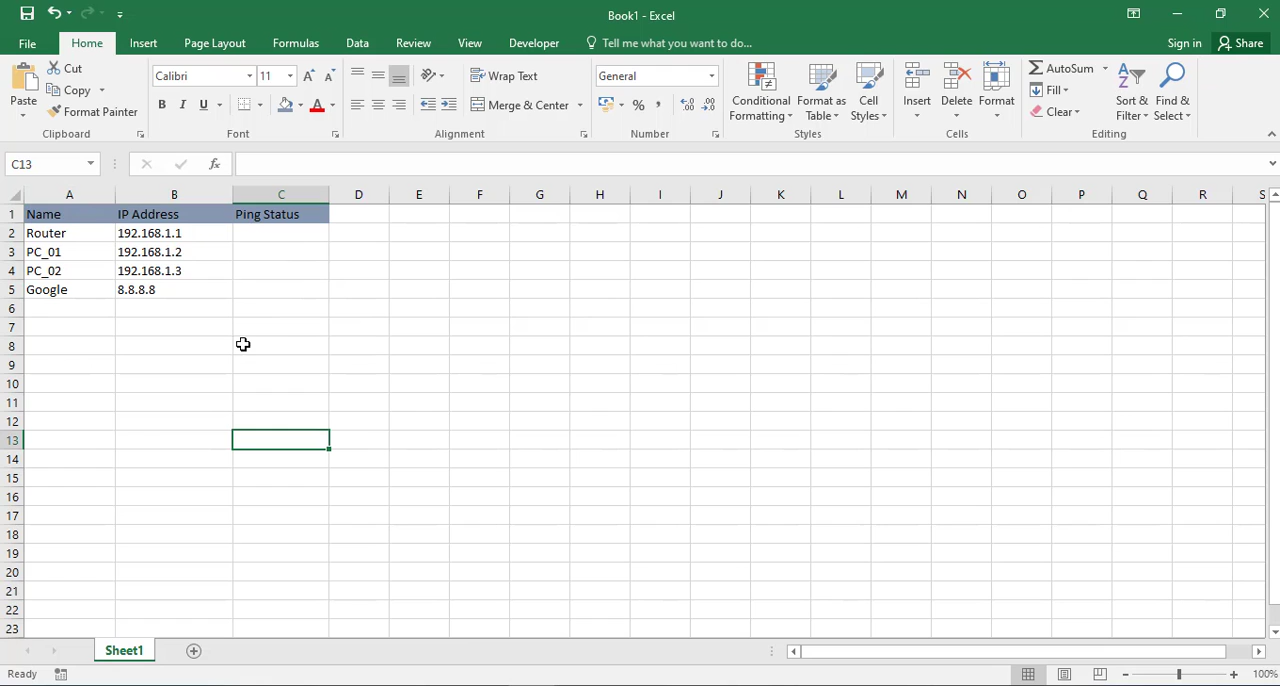 Book1 - Excel
File Home Insert Page Layout Formulas Data Review View Developer Tell me what you want to do... Sign in Share
Paste Cut Copy Format Painter Clipboard
Calibri 11 B I U A Font
Wrap Text Merge & Center Alignment
General % , Number
Conditional Formatting Format as Table Cell Styles Styles
Insert Delete Format Cells
AutoSum Fill Clear Sort & Filter Find & Select Editing
C13 fx
A B C D E F G H I J K L M N O P Q R S
1 Name IP Address Ping Status
2 Router 192.168.1.1
3 PC_01 192.168.1.2
4 PC_02 192.168.1.3
5 Google 8.8.8.8
6
7
8
9
10
11
12
13
14
15
16
17
18
19
20
21
22
23
Sheet1
Ready 100%